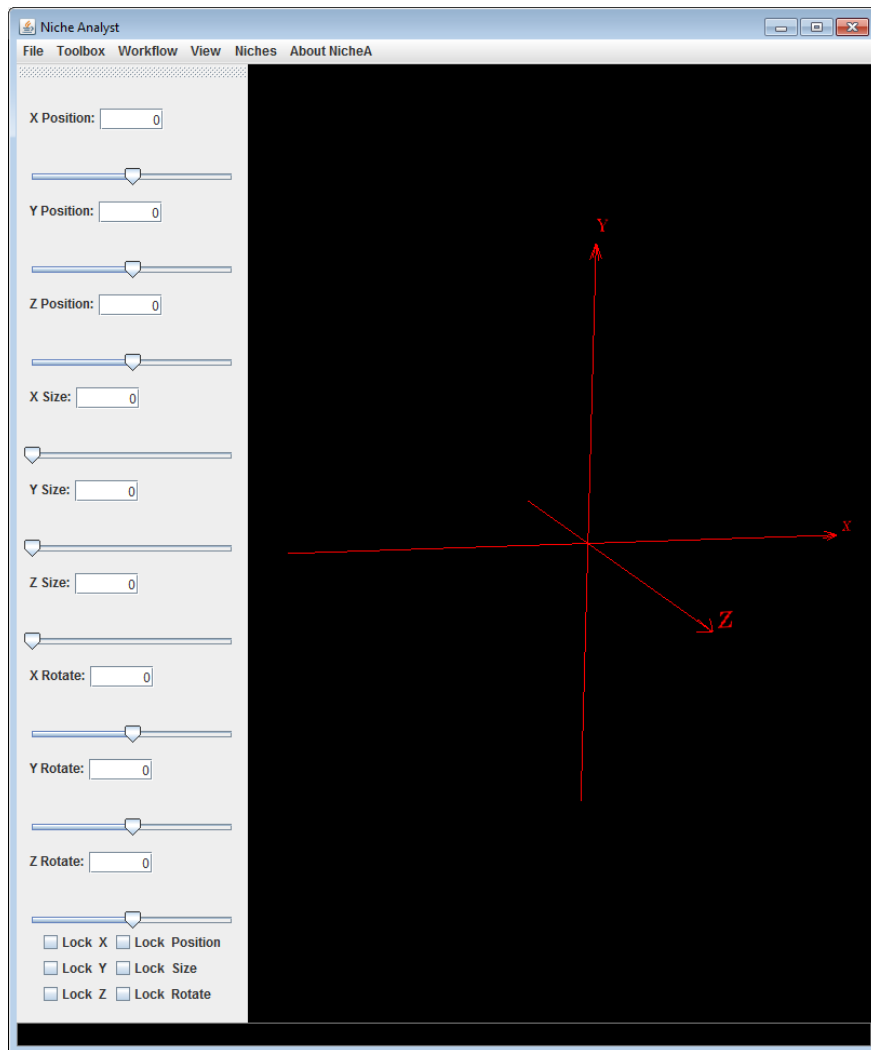 Niche Analyst
File Toolbox Workflow View Niches About NicheA
X Position: 0
Y Position: 0
Z Position: 0
X Size: 0
Y Size: 0
Z Size: 0
X Rotate: 0
Y Rotate: 0
Z Rotate: 0
Lock X Lock Position
Lock Y Lock Size
Lock Z Lock Rotate
Y
X
Z